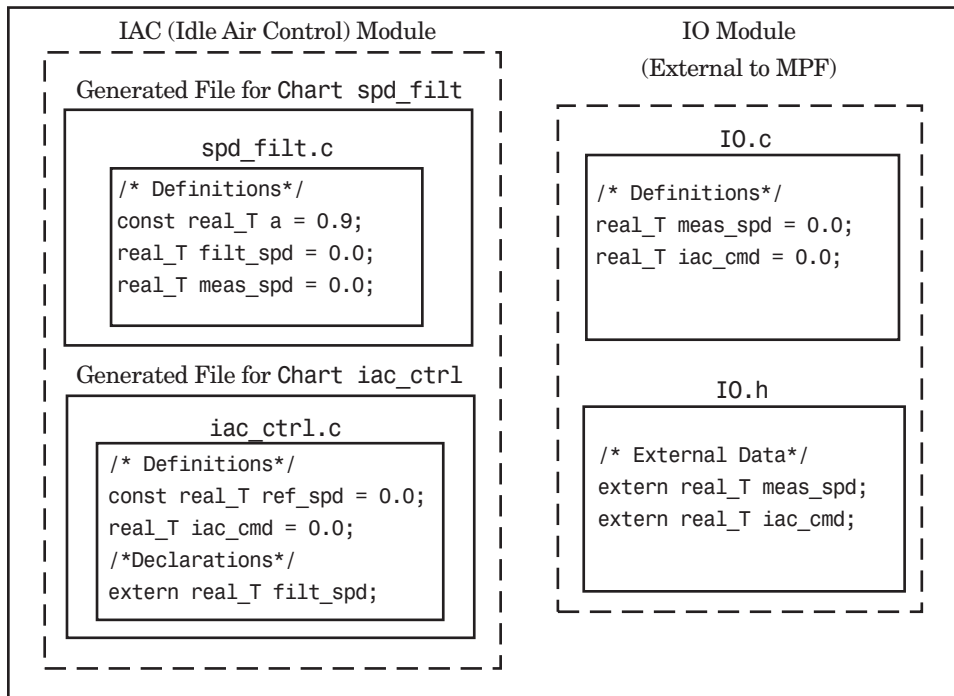 IAC (Idle Air Control) Module
Generated File for Chart spd_filt
spd_filt.c
/* Definitions*/
const real_T a = 0.9;
real_T filt_spd = 0.0;
real_T meas_spd = 0.0;
Generated File for Chart iac_ctrl
iac_ctrl.c
/* Definitions*/
const real_T ref_spd = 0.0;
real_T iac_cmd = 0.0;
/*Declarations*/
extern real_T filt_spd;
IO Module
(External to MPF)
IO.c
/* Definitions*/
real_T meas_spd = 0.0;
real_T iac_cmd = 0.0;
IO.h
/* External Data*/
extern real_T meas_spd;
extern real_T iac_cmd;